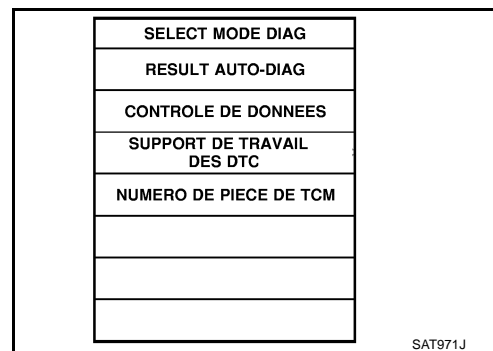 SELECT MODE DIAG
RESULT AUTO-DIAG
CONTROLE DE DONNEES
SUPPORT DE TRAVAIL
DES DTC
NUMERO DE PIECE DE TCM
SAT971J